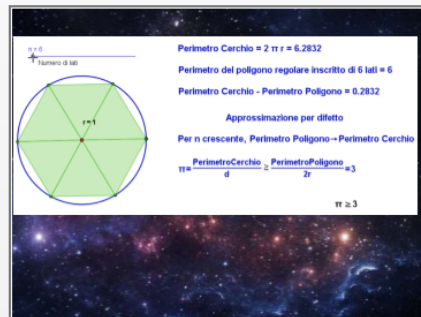 n = 6
Numero di lati
r=1
Perimetro Cerchio = 2 π r = 6.2832
Perimetro del poligono regolare inscritto di 6 lati = 6
Perimetro Cerchio - Perimetro Poligono = 0.2832
Approssimazione per difetto
Per n crescente, Perimetro Poligono→Perimetro Cerchio
π=PerimetroCerchio/d ≥ PerimetroPoligono/2r =3
π ≥ 3